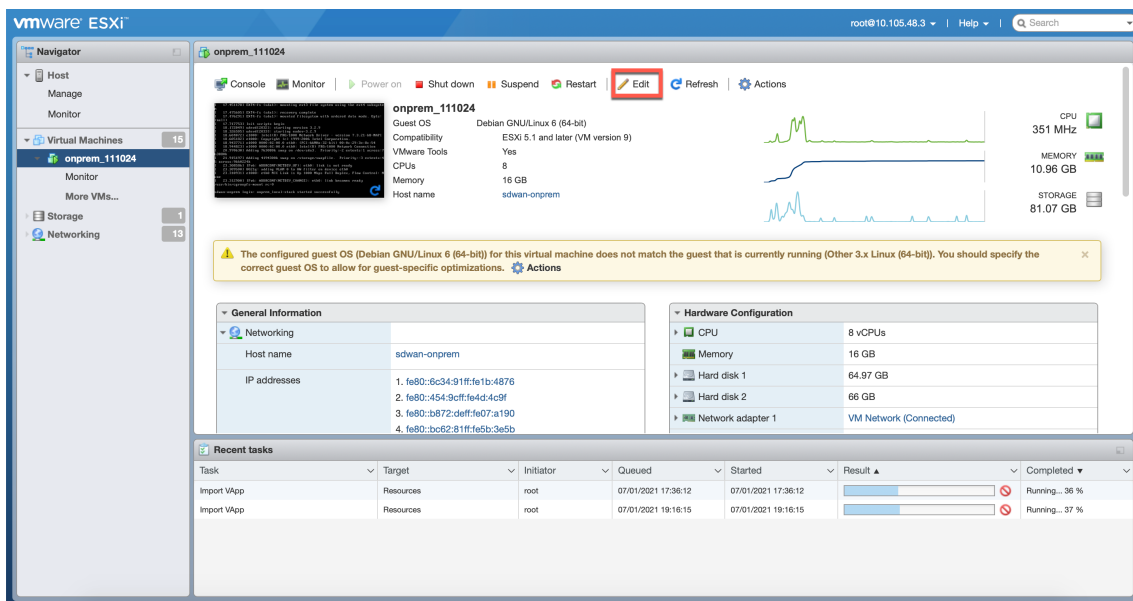 vmware ESXi™
root@10.105.48.3
Help
Search
Navigator
Host
Manage
Monitor
Virtual Machines 15
onprem_111024
Monitor
More VMs...
Storage 1
Networking 13
onprem_111024
Console Monitor Power on Shut down Suspend Restart Edit Refresh Actions
onprem_111024
Guest OS Debian GNU/Linux 6 (64-bit)
Compatibility ESXi 5.1 and later (VM version 9)
VMware Tools Yes
CPUs 8
Memory 16 GB
Host name sdwan-onprem
CPU
351 MHz
MEMORY
10.96 GB
STORAGE
81.07 GB
The configured guest OS (Debian GNU/Linux 6 (64-bit)) for this virtual machine does not match the guest that is currently running (Other 3.x Linux (64-bit)). You should specify the
correct guest OS to allow for guest-specific optimizations. Actions
General Information
Networking
Host name sdwan-onprem
IP addresses 1. fe80::6c34:91ff:fe1b:4876
2. fe80::454:9cff:fe4d:4c9f
3. fe80::b872:deff:fe07:a190
4. fe80::bc62:81ff:fe5b:3e5b
Hardware Configuration
CPU 8 vCPUs
Memory 16 GB
Hard disk 1 64.97 GB
Hard disk 2 66 GB
Network adapter 1 VM Network (Connected)
Recent tasks
Task Target Initiator Queued Started Result Completed
Import VApp Resources root 07/01/2021 17:36:12 07/01/2021 17:36:12 Running... 36 %
Import VApp Resources root 07/01/2021 19:16:15 07/01/2021 19:16:15 Running... 37 %